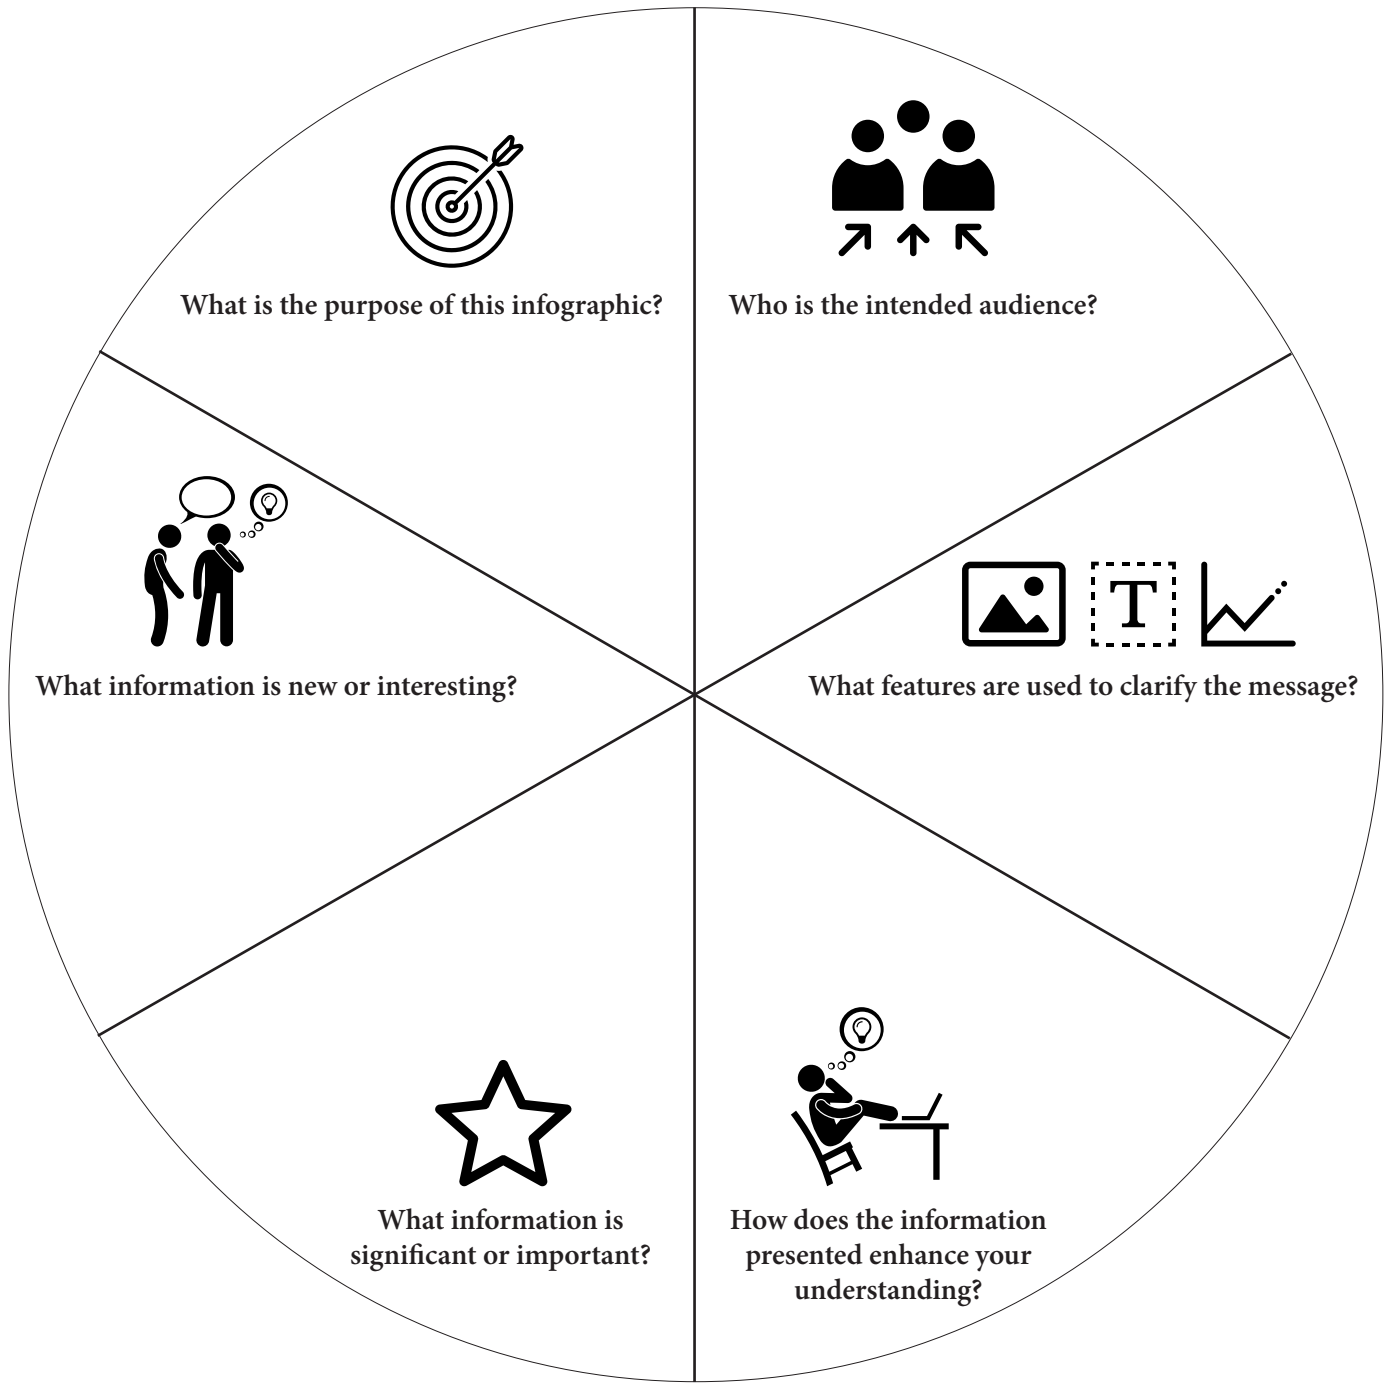 What is the purpose of this infographic?
Who is the intended audience?
What information is new or interesting?
T
What features are used to clarify the message?
What information is
significant or important?
How does the information
presented enhance your
understanding?